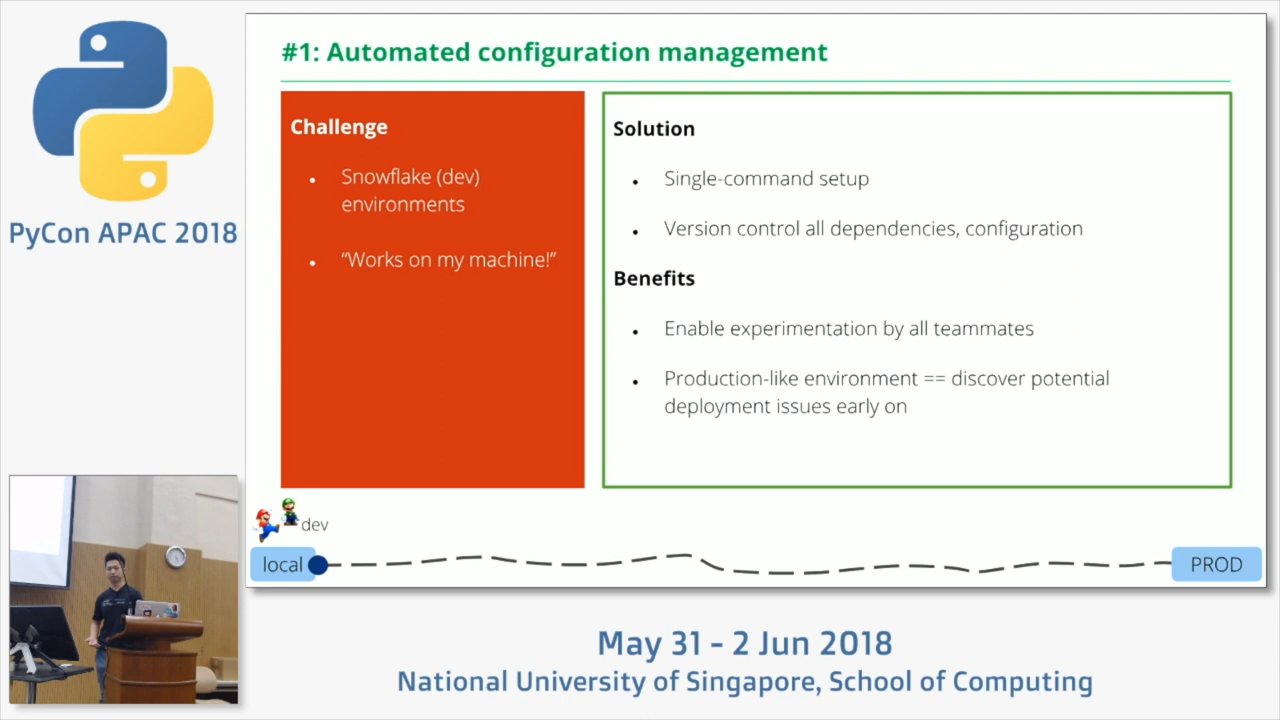 #1: Automated configuration management
Challenge
• Snowflake (dev)
environments
• “Works on my machine!”
Solution
• Single-command setup
• Version control all dependencies, configuration
Benefits
• Enable experimentation by all teammates
• Production-like environment == discover potential
deployment issues early on
dev
local
PROD
PyCon APAC 2018
May 31 - 2 Jun 2018
National University of Singapore, School of Computing